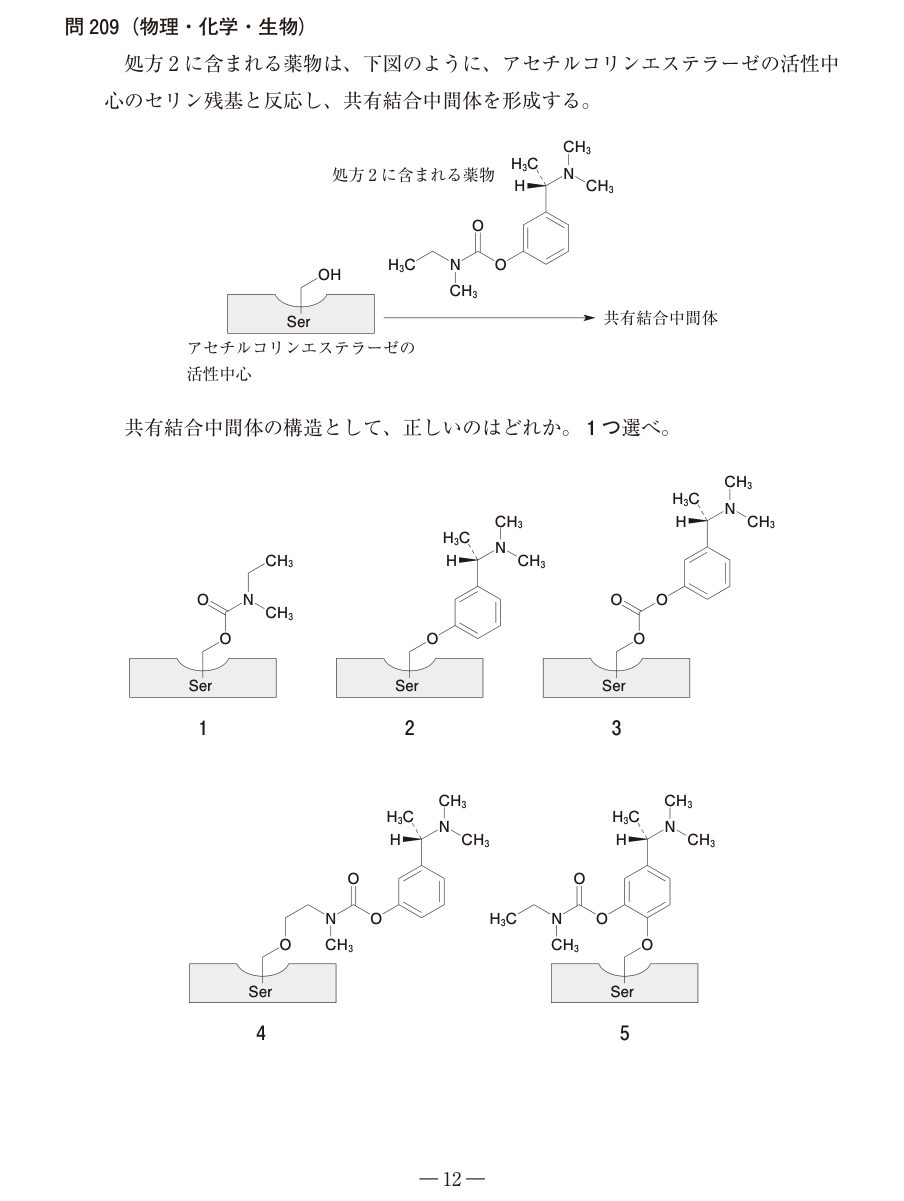 問 209（物理・化学・生物）
処方２に含まれる薬物は、下図のように、アセチルコリンエステラーゼの活性中
心のセリン残基と反応し、共有結合中間体を形成する。
処方２に含まれる薬物
H₃C
CH₃
H
N
CH₃
O
H₃C
N
O
CH₃
OH
Ser
共有結合中間体
アセチルコリンエステラーゼの
活性中心
共有結合中間体の構造として、正しいのはどれか。１つ選べ。
CH₃
O
N
CH₃
O
Ser
1
CH₃
H₃C
N
H
CH₃
O
Ser
2
CH₃
H₃C
N
H
CH₃
O
O
O
Ser
3
CH₃
H₃C
N
H
CH₃
O
N
O
O
CH₃
Ser
4
CH₃
H₃C
N
H
CH₃
O
H₃C
N
O
CH₃
O
Ser
5
― 12 ―